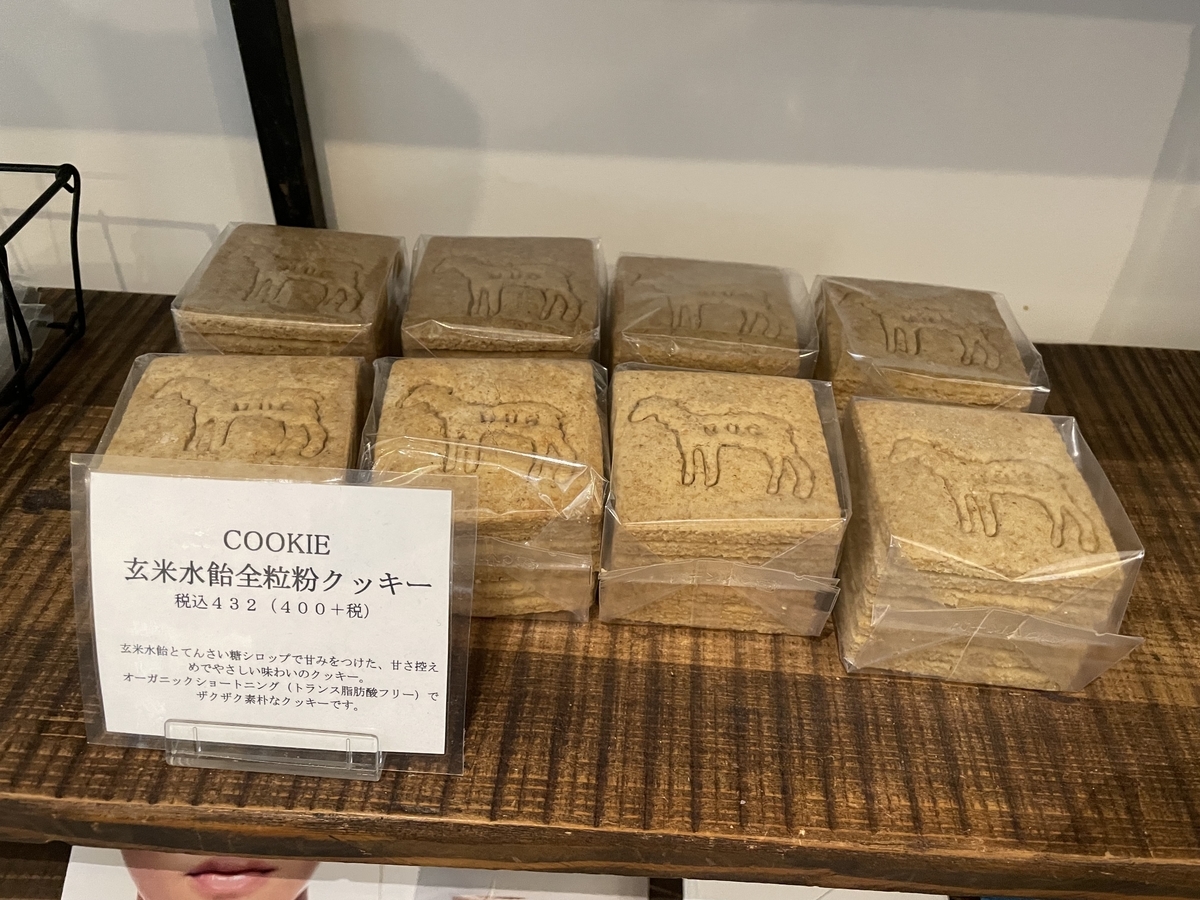 COOKIE
玄米水飴全粒粉クッキー
税込４３２（４００＋税）
玄米水飴とてんさい糖シロップで甘みをつけた、甘さ控え
めでやさしい味わいのクッキー。
オーガニックショートニング（トランス脂肪酸フリー）で
ザクザク素朴なクッキーです。